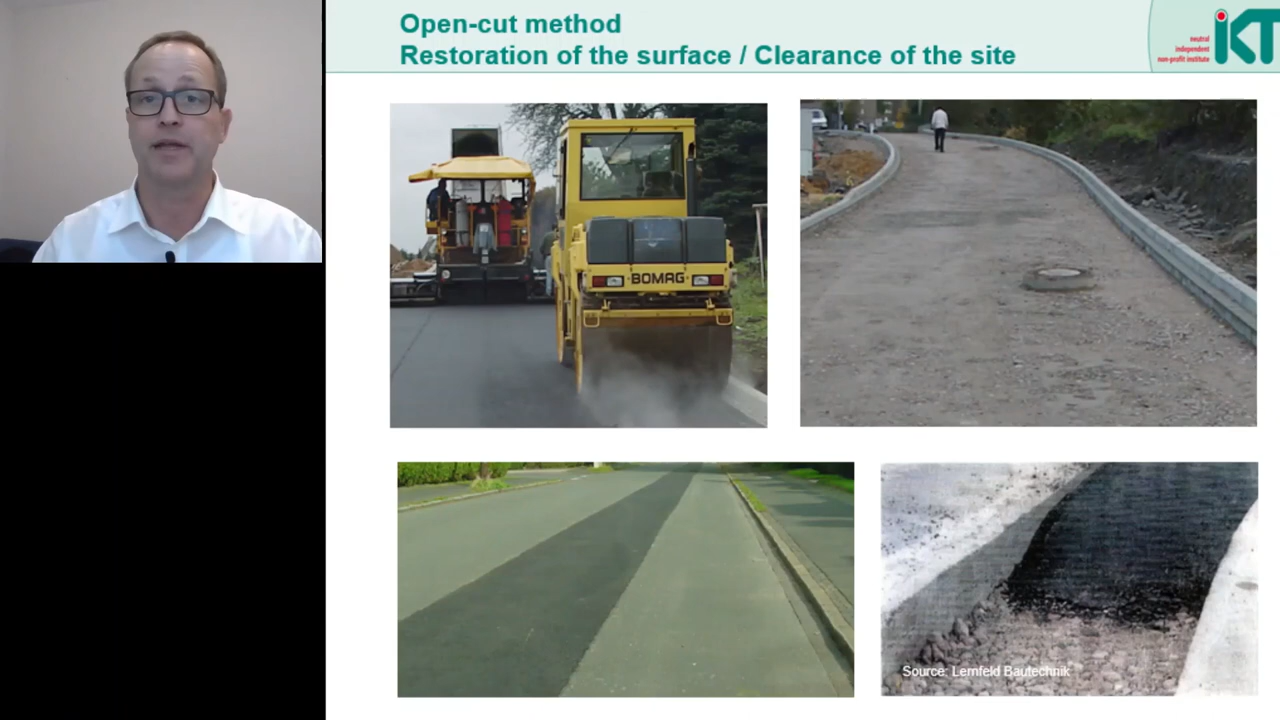 Open-cut method
Restoration of the surface / Clearance of the site
neutral
independent
non-profit institute
iKT
BOMAG
Source: Lernfeld Bautechnik